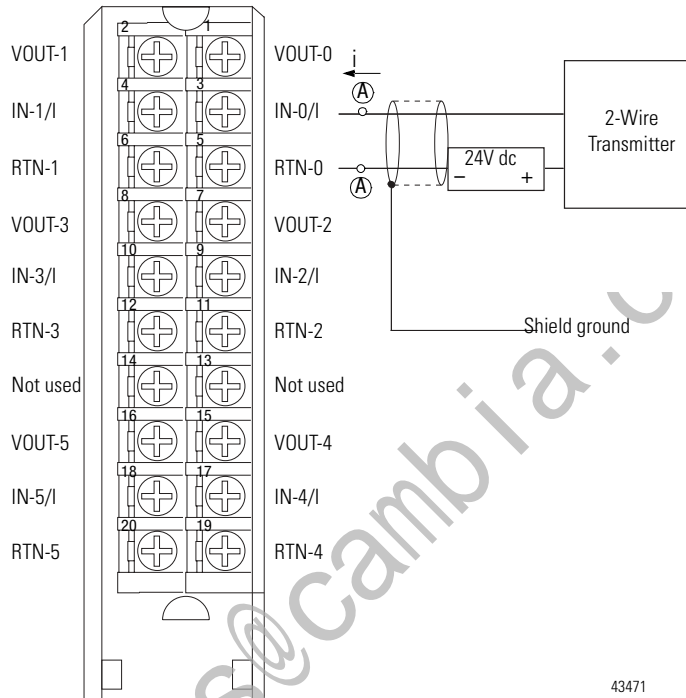 2 1
VOUT-1 VOUT-0 i
4 3 A
IN-1/I IN-0/I 2-Wire
Transmitter
6 5
RTN-1 RTN-0 24V dc
A – +
8 7
VOUT-3 VOUT-2
10 9
IN-3/I IN-2/I
12 11
RTN-3 RTN-2 Shield ground
14 13
Not used Not used
16 15
VOUT-5 VOUT-4
18 17
IN-5/I IN-4/I
20 19
RTN-5 RTN-4
s@cambia.c
43471